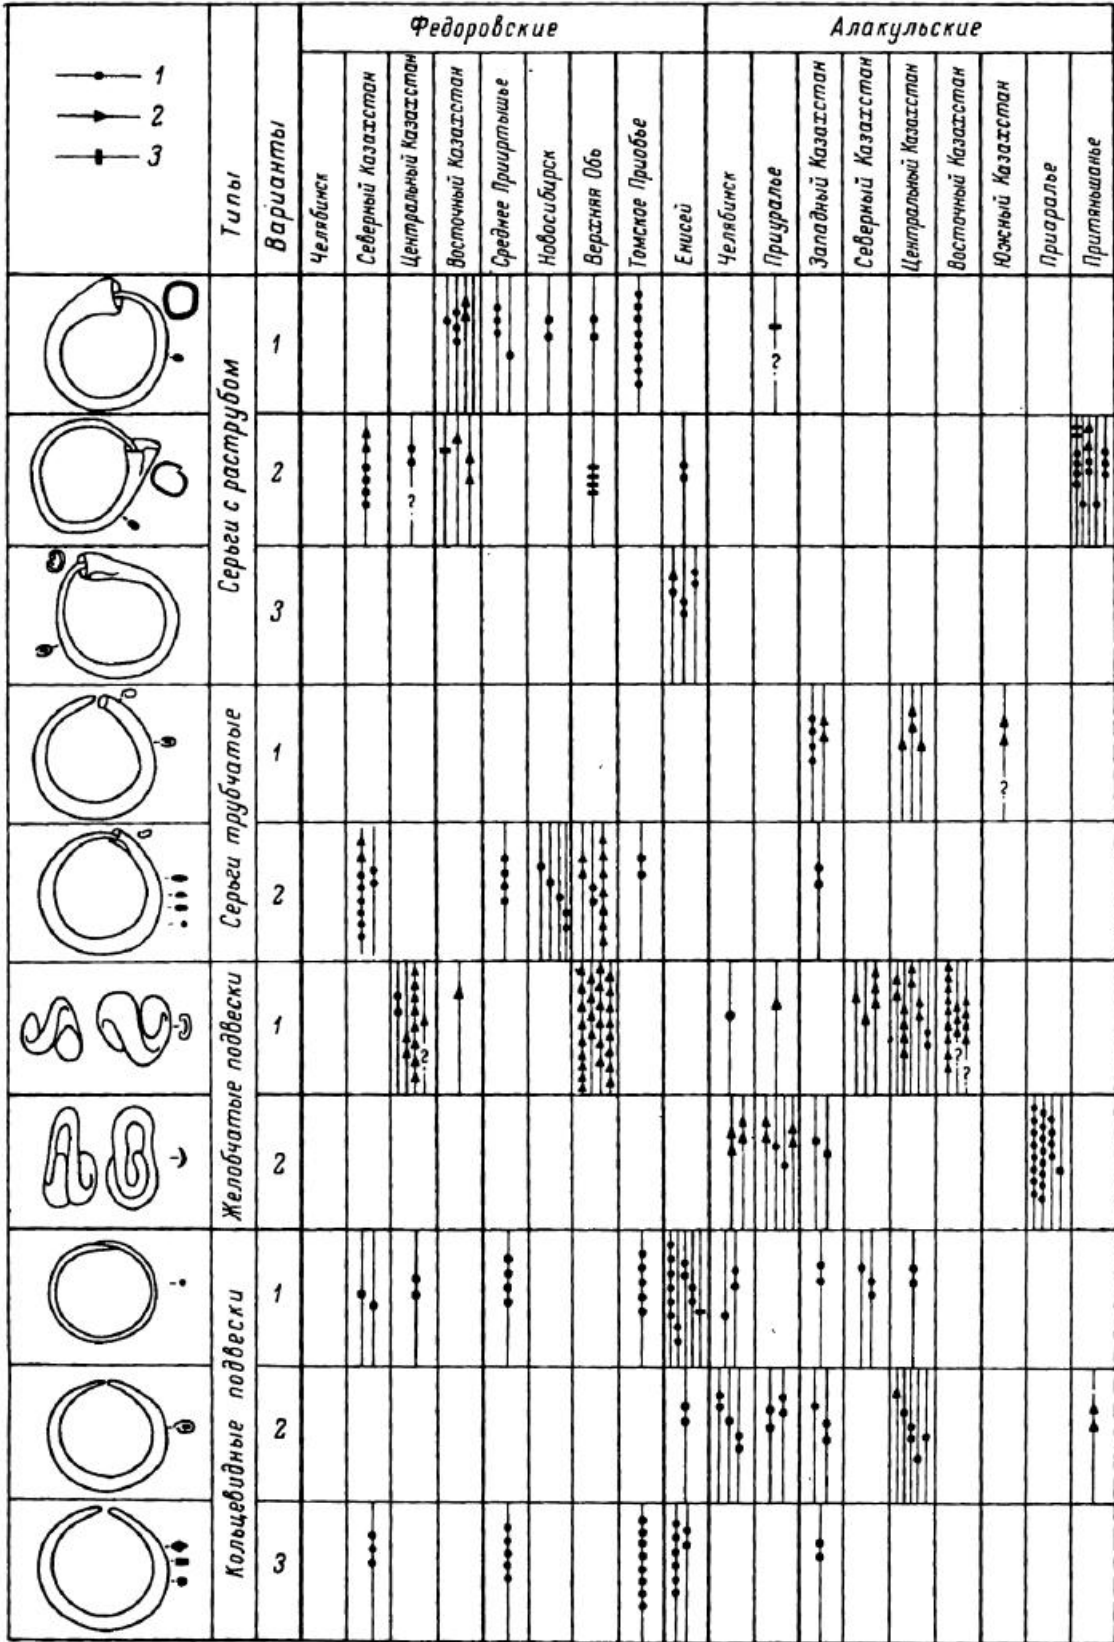 Федоровские
Алакульские
1
2
3
Типы
Варианты
Челябинск
Северный Казахстан
Центральный Казахстан
Восточный Казахстан
Среднее Прииртышье
Новосибирск
Верхняя Обь
Томское Приобье
Енисей
Челябинск
Приуралье
Западный Казахстан
Северный Казахстан
Центральный Казахстан
Восточный Казахстан
Южный Казахстан
Приаралье
Притяньшанье
Серьги с раструбом
1
?
2
?
3
Серьги трубчатые
1
?
2
Желобчатые подвески
1
?
?
?
2
Кольцевидные подвески
1
2
3